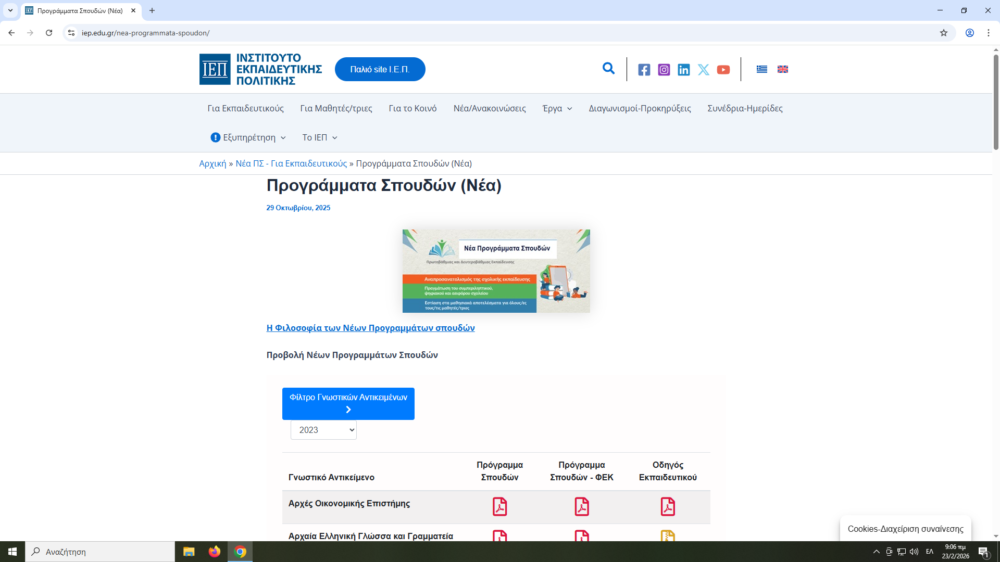 Προγράμματα Σπουδών (Νέα)
iep.edu.gr/nea-programmata-spoudon/
ΙΕΠ
ΙΝΣΤΙΤΟΥΤΟ
ΕΚΠΑΙΔΕΥΤΙΚΗΣ
ΠΟΛΙΤΙΚΗΣ
Παλιό site Ι.Ε.Π.
Για Εκπαιδευτικούς Για Μαθητές/τριες Για το Κοινό Νέα/Ανακοινώσεις Έργα Διαγωνισμοί-Προκηρύξεις Συνέδρια-Ημερίδες
Εξυπηρέτηση Το ΙΕΠ
Αρχική » Νέα ΠΣ - Για Εκπαιδευτικούς » Προγράμματα Σπουδών (Νέα)
Προγράμματα Σπουδών (Νέα)
29 Οκτωβρίου, 2025
Νέα Προγράμματα Σπουδών
Πρωτοβάθμιας και Δευτεροβάθμιας Εκπαίδευσης
Αναπροσανατολισμός της σχολικής εκπαίδευσης
Πραγμάτωση του συμπεριληπτικού,
ψηφιακού και αειφόρου σχολείου
Εστίαση στα μαθησιακά αποτελέσματα για όλους/ες
τους/τις μαθητές/τριες
Η Φιλοσοφία των Νέων Προγραμμάτων σπουδών
Προβολή Νέων Προγραμμάτων Σπουδών
Φίλτρο Γνωστικών Αντικειμένων
2023
Γνωστικό Αντικείμενο
Πρόγραμμα
Σπουδών
Πρόγραμμα
Σπουδών - ΦΕΚ
Οδηγός
Εκπαιδευτικού
Αρχές Οικονομικής Επιστήμης
Αρχαία Ελληνική Γλώσσα και Γραμματεία
Cookies-Διαχείριση συναίνεσης
Αναζήτηση
ΕΛ
9:06 πμ
23/2/2026
1